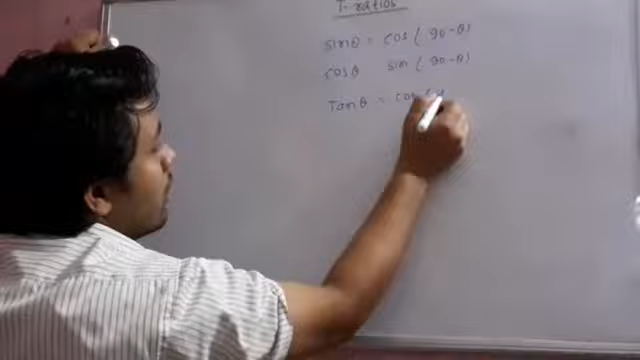 T-ratios
sinθ = cos ( 90-θ)
cosθ sin ( 90-θ)
Tanθ =